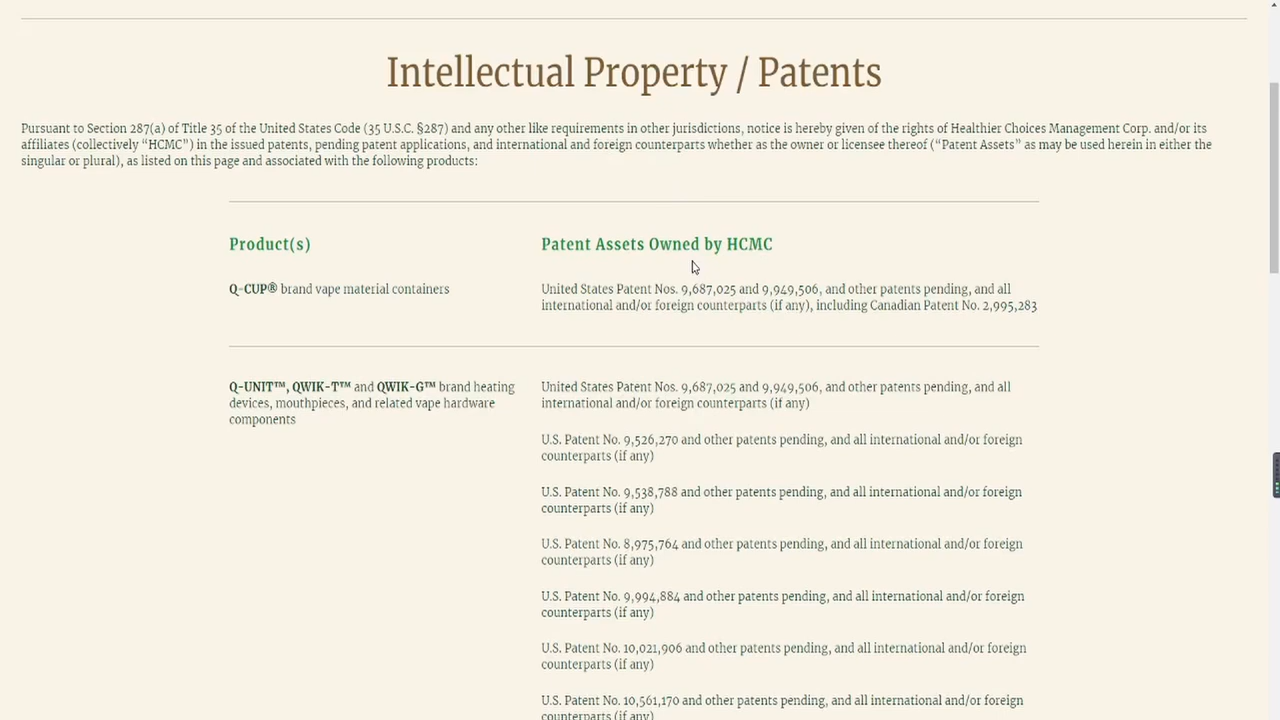 Intellectual Property / Patents
Pursuant to Section 287(a) of Title 35 of the United States Code (35 U.S.C. §287) and any other like requirements in other jurisdictions, notice is hereby given of the rights of Healthier Choices Management Corp. and/or its
affiliates (collectively “HCMC”) in the issued patents, pending patent applications, and international and foreign counterparts whether as the owner or licensee thereof (“Patent Assets” as may be used herein in either the
singular or plural), as listed on this page and associated with the following products:
Product(s)
Patent Assets Owned by HCMC
Q-CUP® brand vape material containers
United States Patent Nos. 9,687,025 and 9,949,506, and other patents pending, and all
international and/or foreign counterparts (if any), including Canadian Patent No. 2,995,283
Q-UNIT™, QWIK-T™ and QWIK-G™ brand heating
devices, mouthpieces, and related vape hardware
components
United States Patent Nos. 9,687,025 and 9,949,506, and other patents pending, and all
international and/or foreign counterparts (if any)
U.S. Patent No. 9,526,270 and other patents pending, and all international and/or foreign
counterparts (if any)
U.S. Patent No. 9,538,788 and other patents pending, and all international and/or foreign
counterparts (if any)
U.S. Patent No. 8,975,764 and other patents pending, and all international and/or foreign
counterparts (if any)
U.S. Patent No. 9,994,884 and other patents pending, and all international and/or foreign
counterparts (if any)
U.S. Patent No. 10,021,906 and other patents pending, and all international and/or foreign
counterparts (if any)
U.S. Patent No. 10,561,170 and other patents pending, and all international and/or foreign
counterparts (if any)